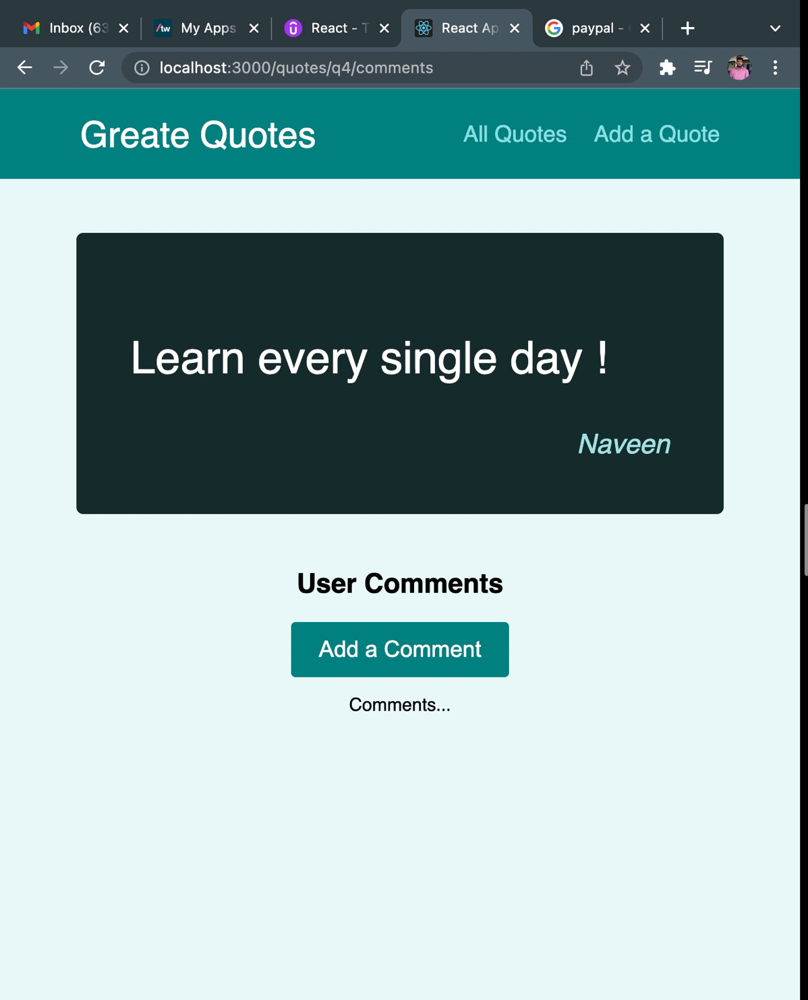 Inbox (63
/tw My Apps
React - T
React Ap
paypal -
localhost:3000/quotes/q4/comments
Greate Quotes
All Quotes
Add a Quote
Learn every single day !
Naveen
User Comments
Add a Comment
Comments...